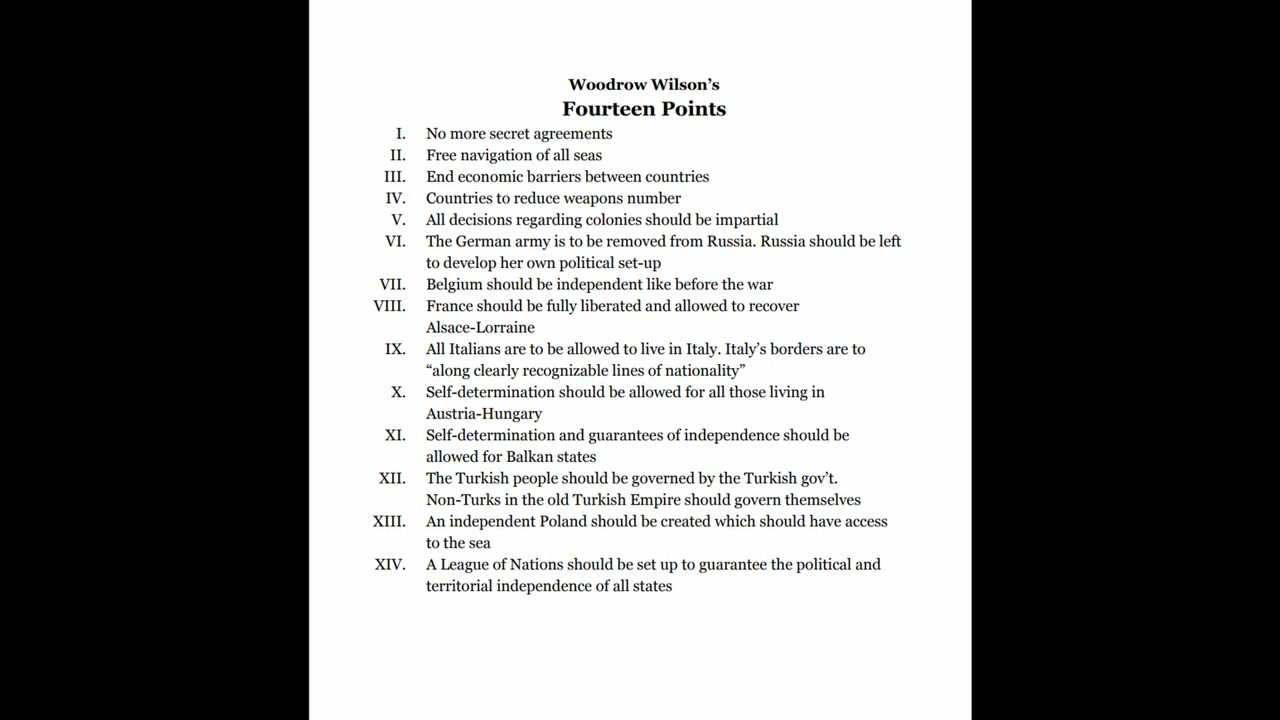 Woodrow Wilson’s
Fourteen Points
I. No more secret agreements
II. Free navigation of all seas
III. End economic barriers between countries
IV. Countries to reduce weapons number
V. All decisions regarding colonies should be impartial
VI. The German army is to be removed from Russia. Russia should be left
to develop her own political set-up
VII. Belgium should be independent like before the war
VIII. France should be fully liberated and allowed to recover
Alsace-Lorraine
IX. All Italians are to be allowed to live in Italy. Italy’s borders are to
“along clearly recognizable lines of nationality”
X. Self-determination should be allowed for all those living in
Austria-Hungary
XI. Self-determination and guarantees of independence should be
allowed for Balkan states
XII. The Turkish people should be governed by the Turkish gov’t.
Non-Turks in the old Turkish Empire should govern themselves
XIII. An independent Poland should be created which should have access
to the sea
XIV. A League of Nations should be set up to guarantee the political and
territorial independence of all states